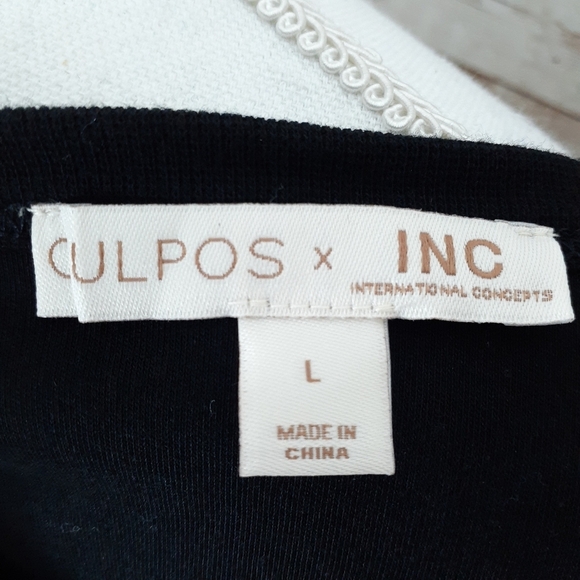 CULPOS x INC
INTERNATIONAL CONCEPTS
L
MADE IN
CHINA